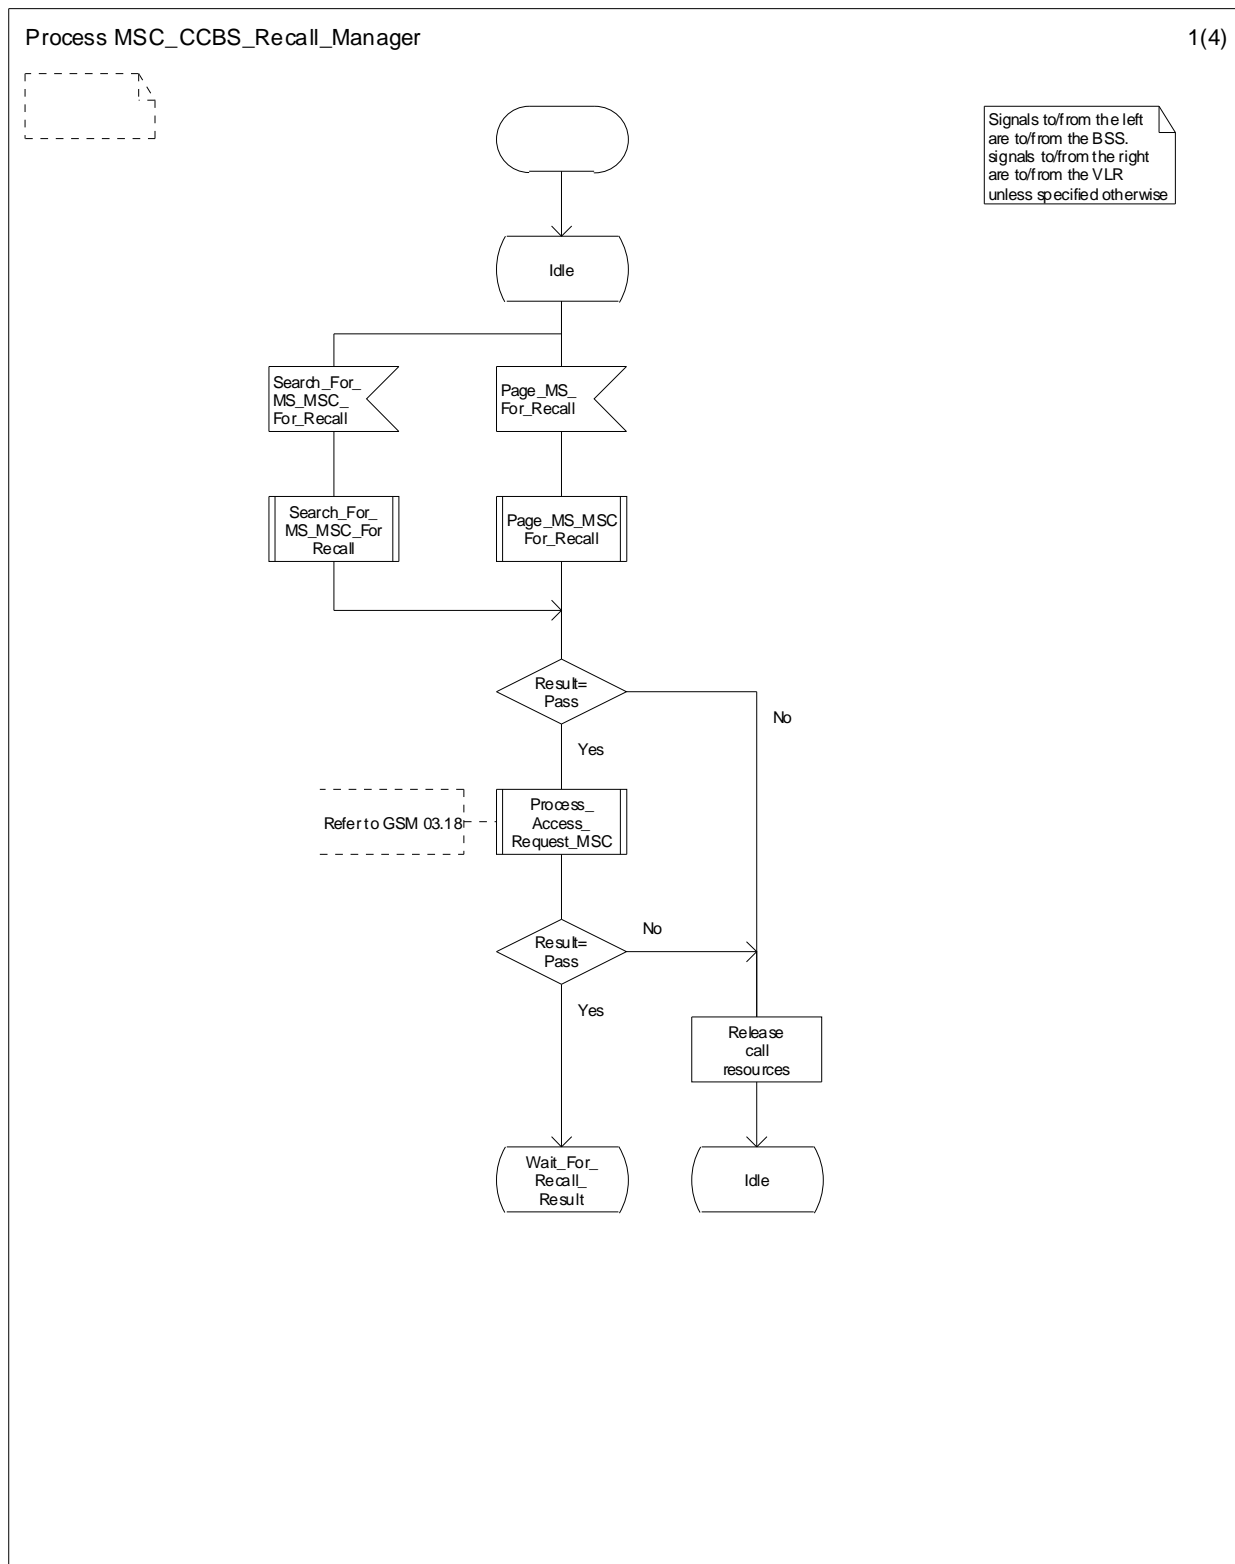 Process MSC_CCBS_Recall_Manager
1(4)
Signals to/from the left
are to/from the BSS.
signals to/from the right
are to/from the VLR
unless specified otherwise
Idle
Search_For_
MS_MSC_
For_Recall
Page_MS_
For_Recall
Search_For_
MS_MSC_For
Recall
Page_MS_MSC
For_Recall
Result=
Pass
No
Yes
Refer to GSM 03.18
Process_
Access_
Request_MSC
Result=
Pass
No
Yes
Release
call
resources
Wait_For_
Recall_
Result
Idle